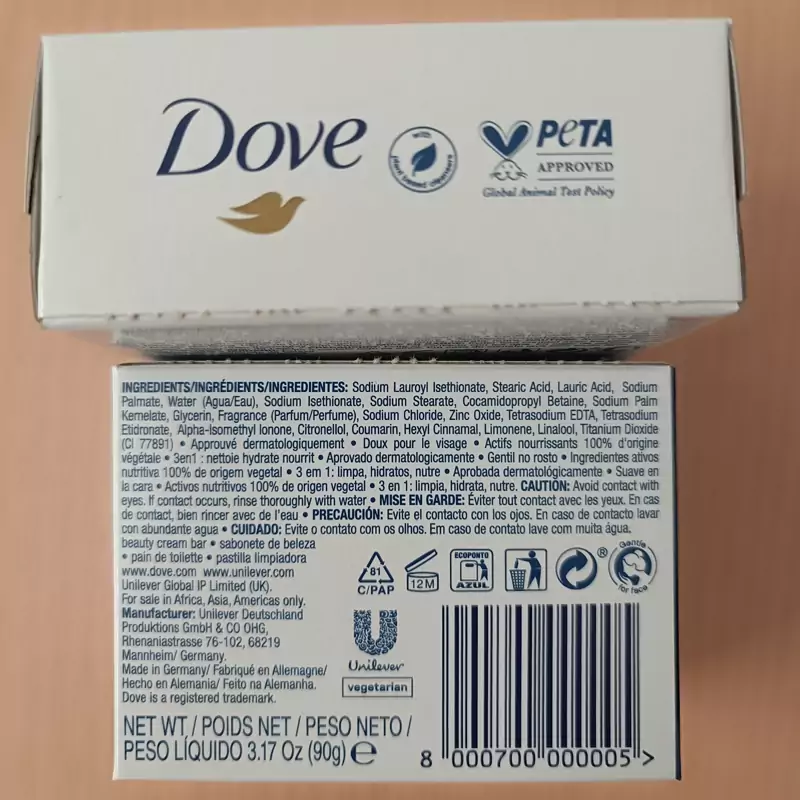 Dove
with
plant based cleansers
PETA
APPROVED
Global Animal Test Policy
INGREDIENTS/INGRÉDIENTS/INGREDIENTES: Sodium Lauroyl Isethionate, Stearic Acid, Lauric Acid, Sodium
Palmate, Water (Agua/Eau), Sodium Isethionate, Sodium Stearate, Cocamidopropyl Betaine, Sodium Palm
Kernelate, Glycerin, Fragrance (Parfum/Perfume), Sodium Chloride, Zinc Oxide, Tetrasodium EDTA, Tetrasodium
Etidronate, Alpha-Isomethyl Ionone, Citronellol, Coumarin, Hexyl Cinnamal, Limonene, Linalool, Titanium Dioxide
(CI 77891) • Approuvé dermatologiquement • Doux pour le visage • Actifs nourrissants 100% d'origine
végétale • 3en1 : nettoie hydrate nourrit • Aprovado dermatologicamente • Gentil no rosto • Ingredientes ativos
nutritiva 100% de origem vegetal • 3 em 1: limpa, hidratos, nutre • Aprobada dermatológicamente • Suave en
la cara • Activos nutritivos 100% de origen vegetal • 3 en 1: limpia, hidrata, nutre. CAUTION: Avoid contact with
eyes. If contact occurs, rinse thoroughly with water • MISE EN GARDE: Éviter tout contact avec les yeux. En cas
de contact, bien rincer avec de l'eau • PRECAUCIÓN: Evite el contacto con los ojos. En caso de contacto lavar
con abundante agua • CUIDADO: Evite o contato com os olhos. Em caso de contato lave com muita água.
beauty cream bar • sabonete de beleza
• pain de toilette • pastilla limpiadora
www.dove.com www.unilever.com
Unilever Global IP Limited (UK).
For sale in Africa, Asia, Americas only.
Manufacturer: Unilever Deutschland
Produktions GmbH & CO OHG,
Rhenaniastrasse 76-102, 68219
Mannheim/ Germany.
Made in Germany/ Fabriqué en Allemagne/
Hecho en Alemania/ Feito na Alemanha.
Dove is a registered trademark.
81
C/PAP
12M
ECOPONTO
AZUL
®
Gentle
for face
Unilever
vegetarian
NET WT / POIDS NET / PESO NETO /
PESO LÍQUIDO 3.17 Oz (90g) ℮
8 000700 000005 >